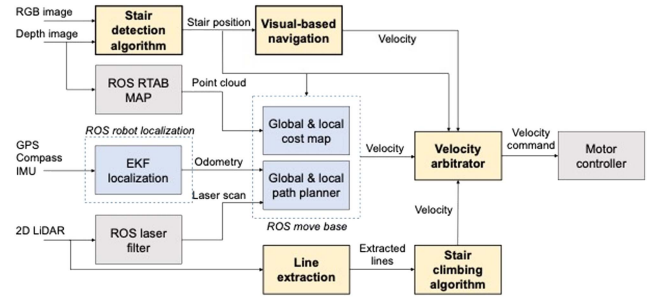 RGB image
Depth image
Stair
detection
algorithm
Stair position
Visual-based
navigation
Velocity
ROS RTAB
MAP
Point cloud
ROS robot localization
GPS
Compass
IMU
EKF
localization
Odometry
Laser scan
Global & local
cost map
Global & local
path planner
ROS move base
Velocity
Velocity
arbitrator
Velocity
command
Motor
controller
2D LiDAR
ROS laser
filter
Line
extraction
Extracted
lines
Velocity
Stair
climbing
algorithm